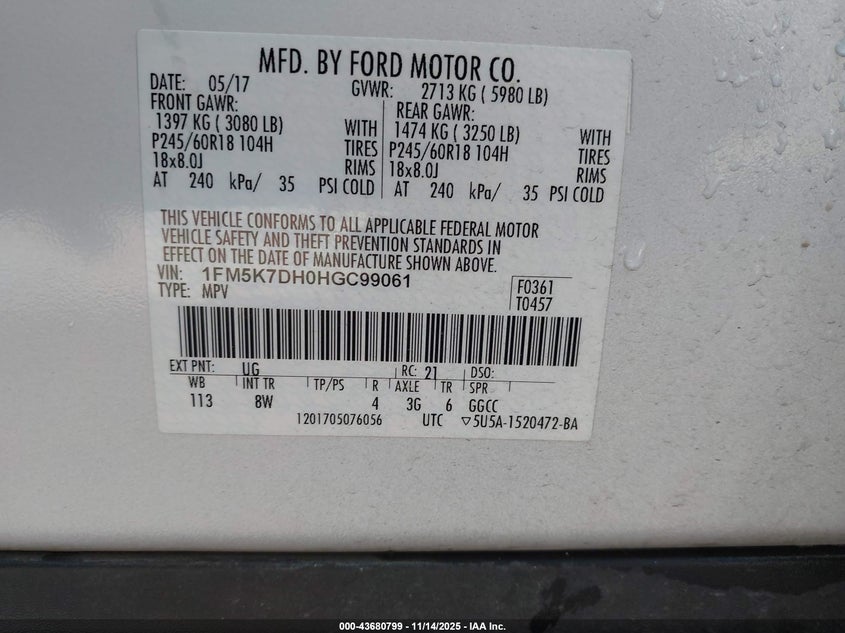 MFD. BY FORD MOTOR CO.
DATE: 05/17 GVWR: 2713 KG ( 5980 LB)
FRONT GAWR: REAR GAWR:
1397 KG ( 3080 LB) WITH 1474 KG ( 3250 LB) WITH
P245/60R18 104H TIRES P245/60R18 104H TIRES
18x8.0J RIMS 18x8.0J RIMS
AT 240 kPa/ 35 PSI COLD AT 240 kPa/ 35 PSI COLD
THIS VEHICLE CONFORMS TO ALL APPLICABLE FEDERAL MOTOR
VEHICLE SAFETY AND THEFT PREVENTION STANDARDS IN
EFFECT ON THE DATE OF MANUFACTURE SHOWN ABOVE.
VIN: 1FM5K7DH0HGC99061
TYPE: MPV
F0361
T0457
EXT PNT: UG RC: 21 DSO:
WB INT TR TP/PS R AXLE TR SPR
113 8W 4 3G 6 GGCC
1201705076056 UTC ▽5U5A-1520472-BA
000-43680799 - 11/14/2025 - IAA Inc.